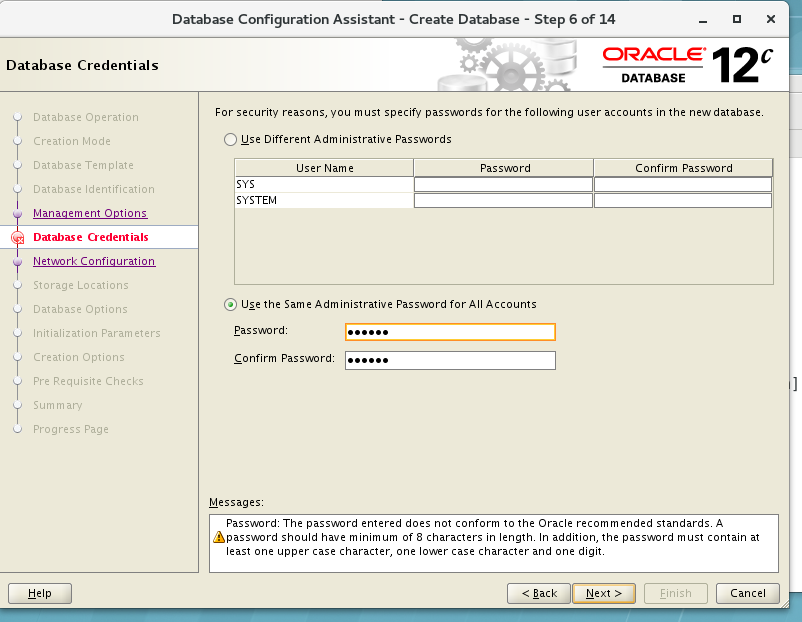 Database Configuration Assistant - Create Database - Step 6 of 14
Database Credentials
ORACLE®
DATABASE
12c
Database Operation
Creation Mode
Database Template
Database Identification
Management Options
Database Credentials
Network Configuration
Storage Locations
Database Options
Initialization Parameters
Creation Options
Pre Requisite Checks
Summary
Progress Page
For security reasons, you must specify passwords for the following user accounts in the new database.
Use Different Administrative Passwords
User Name Password Confirm Password
SYS
SYSTEM
Use the Same Administrative Password for All Accounts
Password: ●●●●●●
Confirm Password: ●●●●●●
Messages:
Password: The password entered does not conform to the Oracle recommended standards. A
password should have minimum of 8 characters in length. In addition, the password must contain at
least one upper case character, one lower case character and one digit.
Help
< Back
Next >
Finish
Cancel